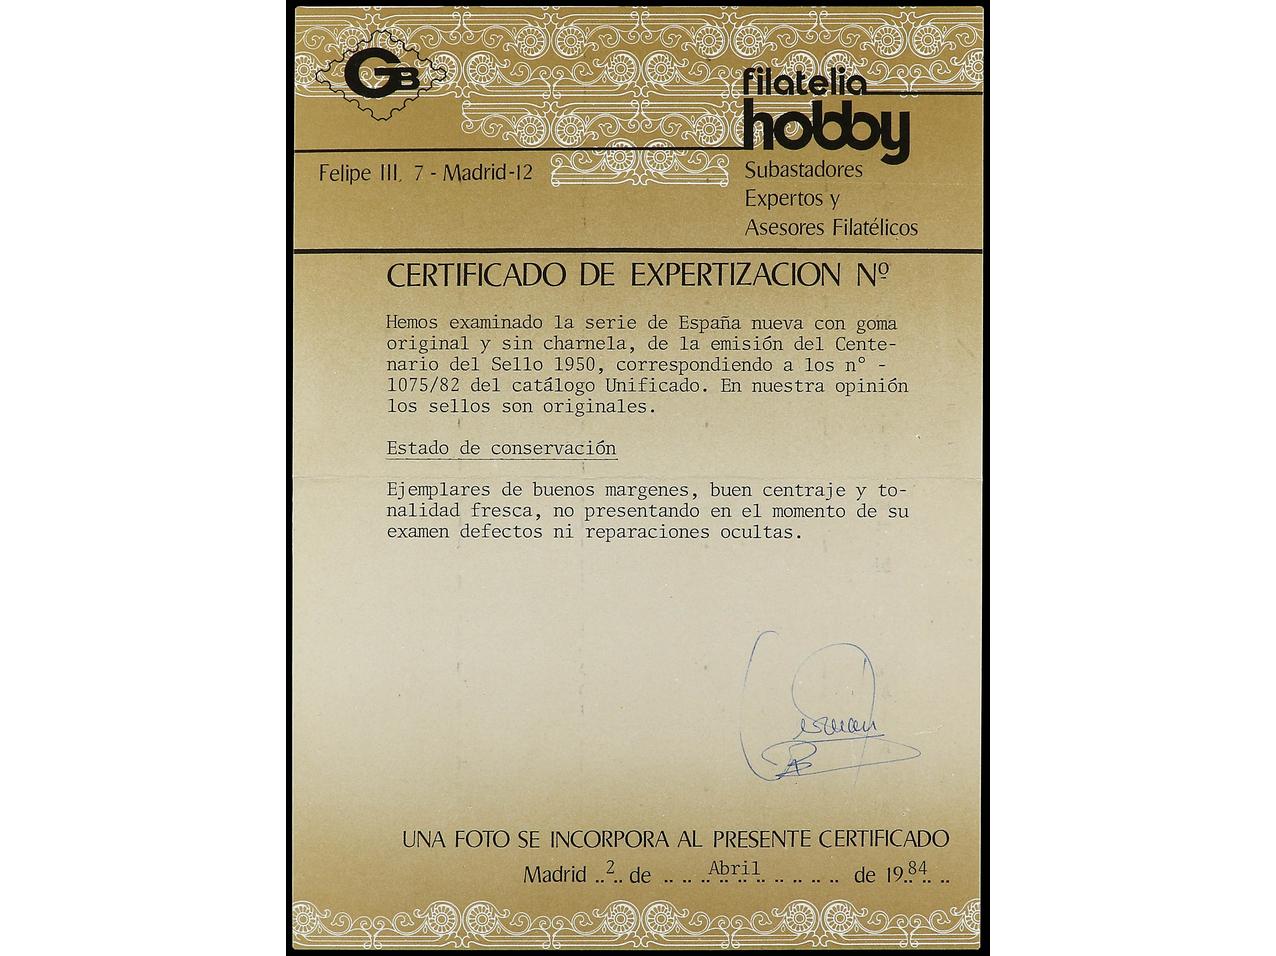 GB
filatelia
hobby
Felipe III, 7 - Madrid-12
Subastadores
Expertos y
Asesores Filatélicos
CERTIFICADO DE EXPERTIZACION Nº
Hemos examinado la serie de España nueva con goma
original y sin charnela, de la emisión del Cente-
nario del Sello 1950, correspondiendo a los n° -
1075/82 del catálogo Unificado. En nuestra opinión
los sellos son originales.
Estado de conservación
Ejemplares de buenos margenes, buen centraje y to-
nalidad fresca, no presentando en el momento de su
examen defectos ni reparaciones ocultas.
UNA FOTO SE INCORPORA AL PRESENTE CERTIFICADO
Madrid 2 de Abril de 1984